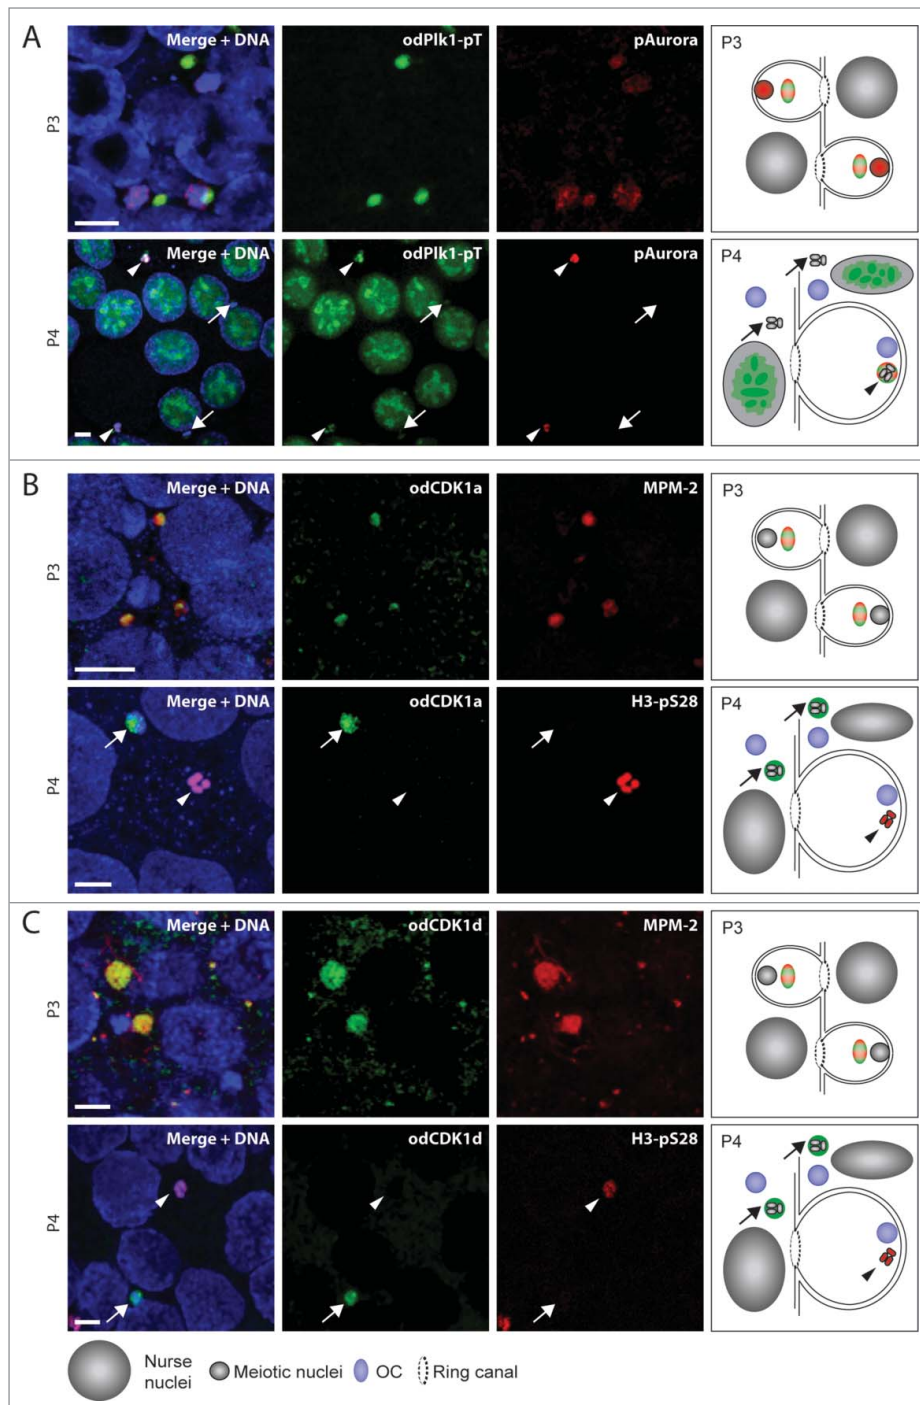 A
Merge + DNA
odPlk1-pT
pAurora
P3
P3
Merge + DNA
odPlk1-pT
pAurora
P4
P4
B
Merge + DNA
odCDK1a
MPM-2
P3
P3
Merge + DNA
odCDK1a
H3-pS28
P4
P4
C
Merge + DNA
odCDK1d
MPM-2
P3
P3
Merge + DNA
odCDK1d
H3-pS28
P4
P4
Nurse
nuclei
Meiotic nuclei
OC
Ring canal